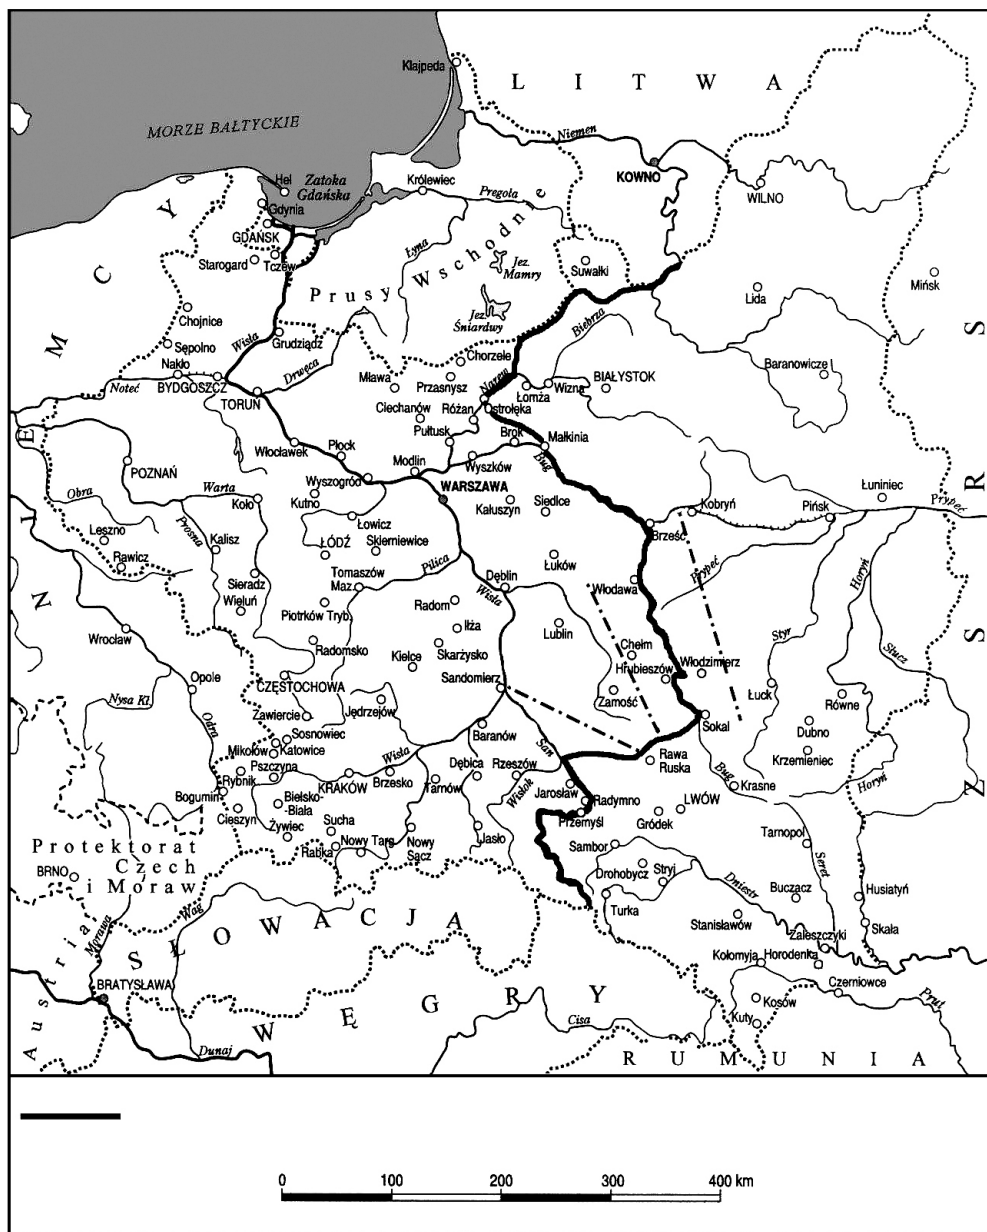 Kłajpeda
L I T W A
MORZE BAŁTYCKIE
Niemen
KOWNO
WILNO
Hel
Zatoka
Gdańska
Królewiec
Pregoła
Gdynia
GDAŃSK
Starogard
Tczew
Łyna
Prusy Wschodnie
Jez.
Mamry
Suwałki
Mińsk
Lida
Jez.
Śniardwy
Chojnice
Sępolno
Wisła
Grudziądz
Biebrza
Chorzele
Baranowicze
Nakło
Noteć
BYDGOSZCZ
TORUŃ
Drwęca
Mława
Przasnysz
Narew
Łomża
Wizna
BIAŁYSTOK
Ciechanów
Różan
Ostrołęka
Pułtusk
Brok
Małkinia
Włocławek
Płock
Bug
N I E M C Y
POZNAŃ
Wyszogród
Modlin
Wyszków
WARSZAWA
Obra
Warta
Koło
Kutno
Kałuszyn
Siedlce
Kobryń
Pińsk
Łuniniec
Prypeć
Leszno
Prosna
Łowicz
Brześć
Rawicz
Kalisz
ŁÓDŹ
Skierniewice
Łuków
Prypeć
Horyń
Sieradz
Tomaszów
Maz.
Pilica
Dęblin
Włodawa
Wieluń
Piotrków Tryb.
Radom
Wisła
Wrocław
Iłża
Lublin
Styr
Słucz
Radomsko
Skarżysko
Chełm
Kielce
Hrubieszów
Włodzimierz
Opole
Nysa Kł.
CZĘSTOCHOWA
Sandomierz
Zamość
Łuck
Równe
Zawiercie
Jędrzejów
Odra
Sosnowiec
Baranów
San
Sokal
Dubno
Mikołów
Katowice
Krzemieniec
Pszczyna
Wisła
Dębica
Rzeszów
Rawa
Ruska
Rybnik
KRAKÓW
Brzesko
Tarnów
Wisłok
Bug
Krasne
Horyń
Bogumin
Bielsko-
Biała
Jarosław
Radymno
LWÓW
Cieszyn
Przemyśl
Gródek
Żywiec
Sucha
Tarnopol
Protektorat
Czech
i Moraw
Rabka
Nowy Targ
Nowy
Sącz
Jasło
Sambor
Seret
BRNO
Drohobycz
Stryj
Dniestr
Buczacz
Husiatyń
Turka
Stanisławów
Skała
Wag
S Ł O W A C J A
Morawa
Austria
Zaleszczyki
Kołomyja
Horodenka
BRATYSŁAWA
Czerniowce
Kosów
Prut
Kuty
W Ę G R Y
Cisa
Dunaj
R U M U N I A
Z S S R
0 100 200 300 400 km